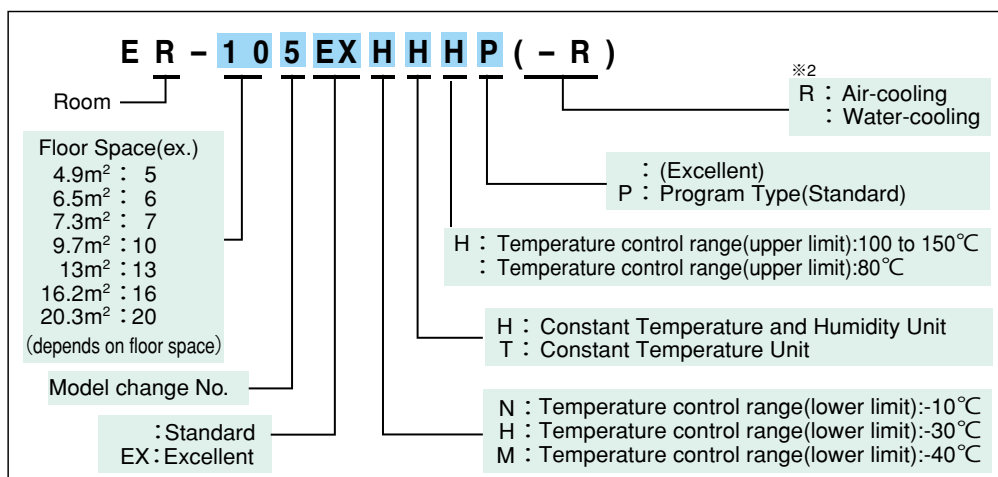 E R – 1 0 5 EX H H H P ( – R )
Room
※2
R : Air-cooling
: Water-cooling
Floor Space(ex.)
4.9m² : 5
6.5m² : 6
7.3m² : 7
9.7m² : 10
13m² : 13
16.2m² : 16
20.3m² : 20
(depends on floor space)
: (Excellent)
P : Program Type(Standard)
H : Temperature control range(upper limit):100 to 150℃
: Temperature control range(upper limit):80℃
H : Constant Temperature and Humidity Unit
T : Constant Temperature Unit
Model change No.
:Standard
EX:Excellent
N : Temperature control range(lower limit):-10℃
H : Temperature control range(lower limit):-30℃
M : Temperature control range(lower limit):-40℃